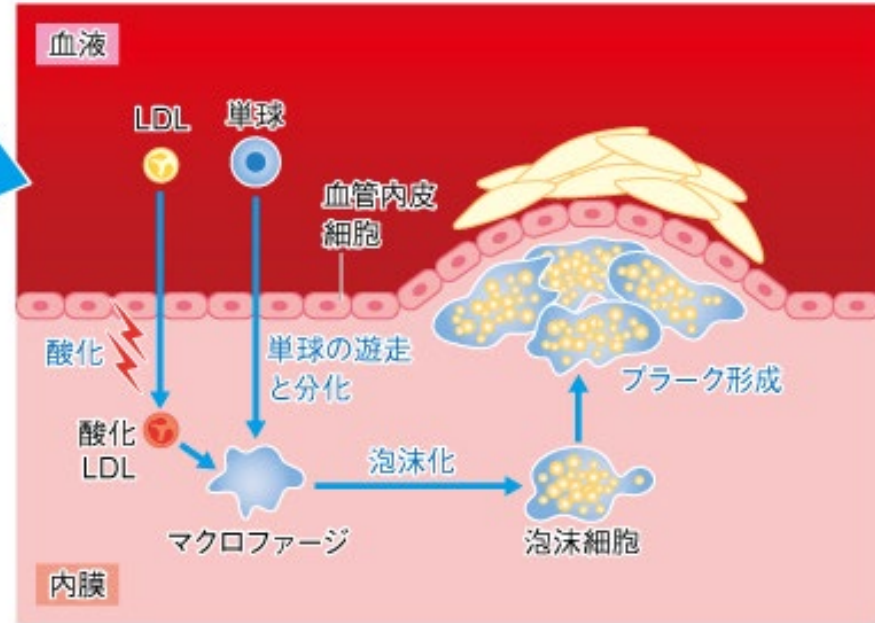 血液
LDL
単球
血管内皮
細胞
酸化
単球の遊走
と分化
プラーク形成
酸化
LDL
泡沫化
マクロファージ
泡沫細胞
内膜